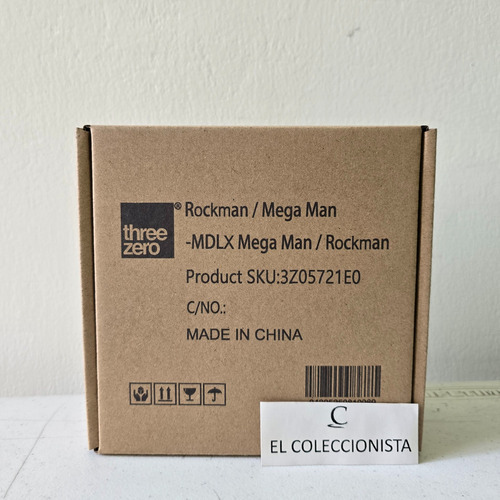 three
zero
®
Rockman / Mega Man
-MDLX Mega Man / Rockman
Product SKU:3Z05721E0
C/NO.:
MADE IN CHINA
C
EL COLECCIONISTA